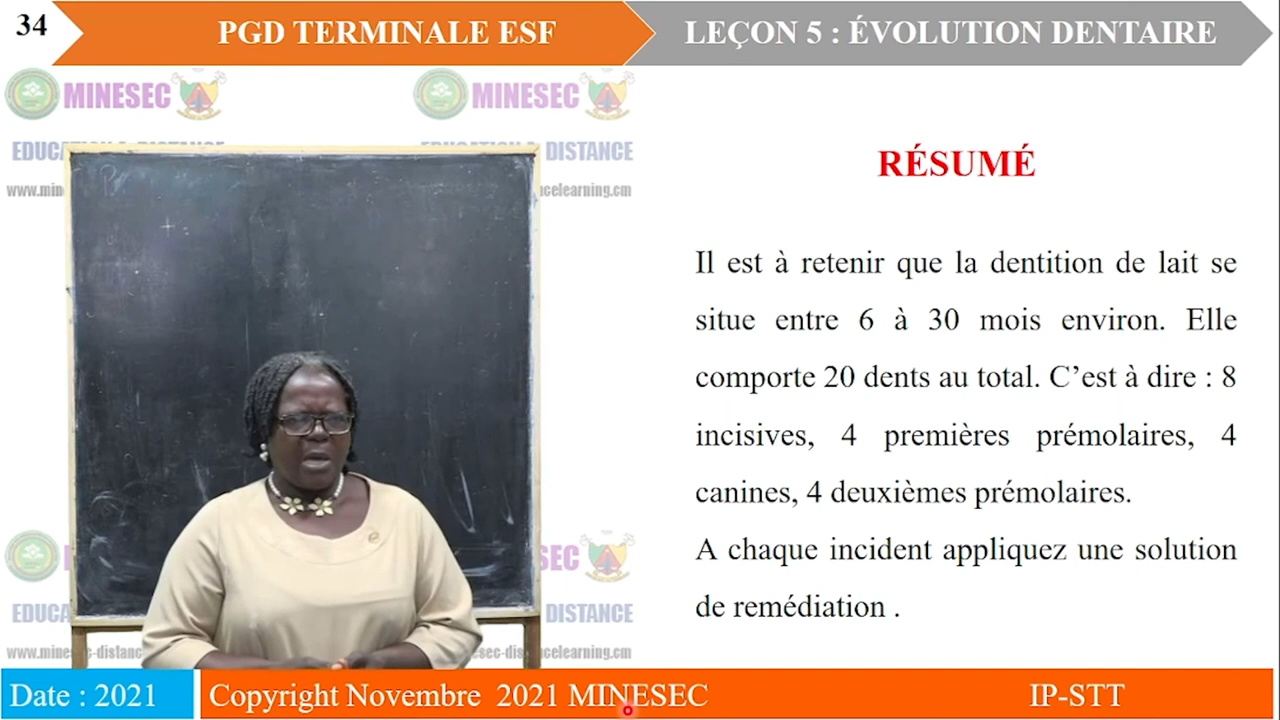 34
PGD TERMINALE ESF
LEÇON 5 : ÉVOLUTION DENTAIRE
MINESEC
MINESEC
DISTANCE
RÉSUMÉ
Il est à retenir que la dentition de lait se
situe entre 6 à 30 mois environ. Elle
comporte 20 dents au total. C’est à dire : 8
incisives, 4 premières prémolaires, 4
canines, 4 deuxièmes prémolaires.
A chaque incident appliquez une solution
de remédiation .
DISTANCE
Date : 2021
Copyright Novembre 2021 MINESEC
IP-STT